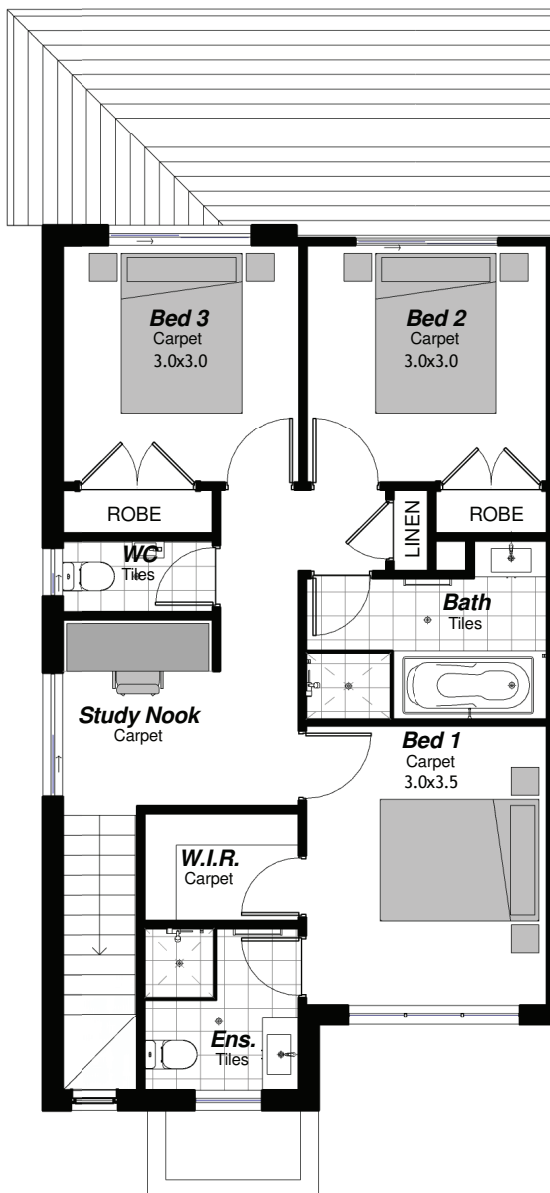 Bed 3
Carpet
3.0x3.0
Bed 2
Carpet
3.0x3.0
ROBE
LINEN
ROBE
WC
Tiles
Bath
Tiles
Study Nook
Carpet
Bed 1
Carpet
3.0x3.5
W.I.R.
Carpet
Ens.
Tiles